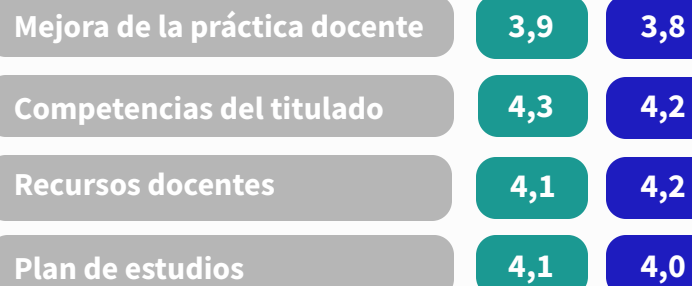 Mejora de la práctica docente 3,9 3,8
Competencias del titulado 4,3 4,2
Recursos docentes 4,1 4,2
Plan de estudios 4,1 4,0